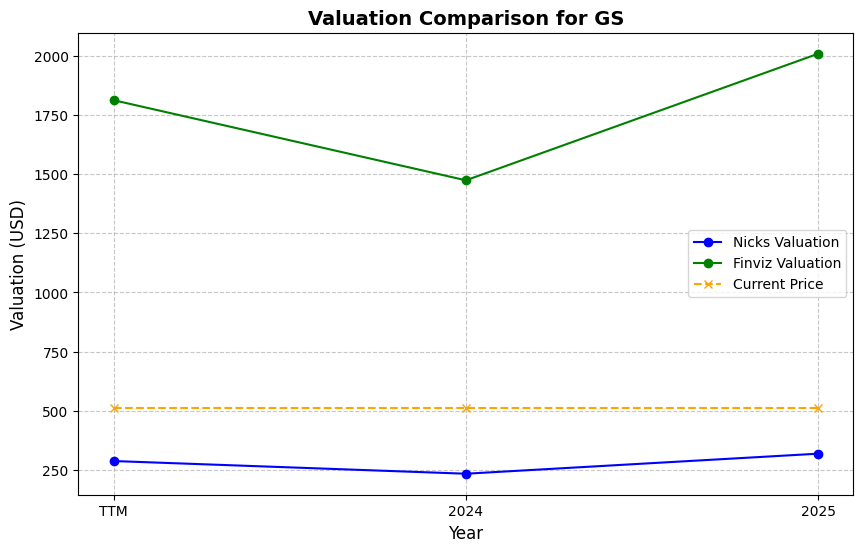 Valuation Comparison for GS
Valuation (USD)
2000
1750
1500
1250
1000
750
500
250
Nicks Valuation
Finviz Valuation
Current Price
TTM
2024
2025
Year